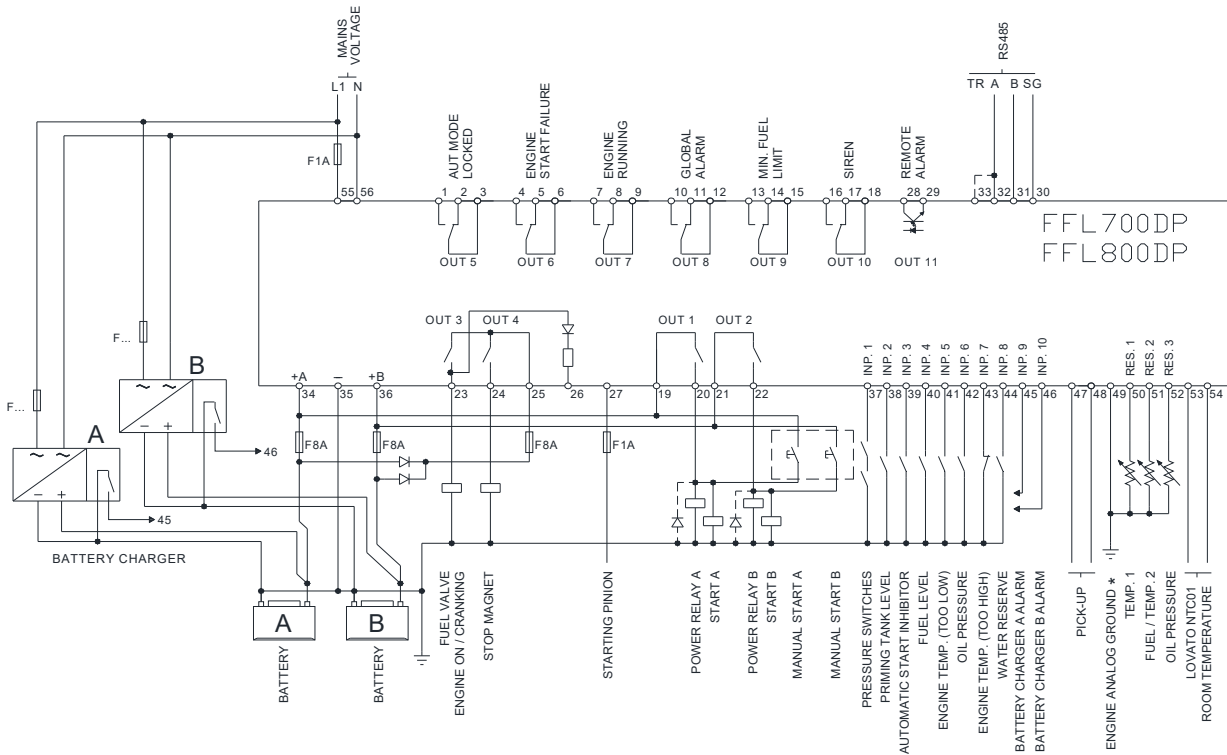 MAINS
VOLTAGE
L1 N
RS485
TR A B SG
F1A
AUT MODE
LOCKED
ENGINE
START FAILURE
ENGINE
RUNNING
GLOBAL
ALARM
MIN. FUEL
LIMIT
SIREN
REMOTE
ALARM
55 56
1 2 3
4 5 6
7 8 9
10 11 12
13 14 15
16 17 18
28 29
33 32 31 30
OUT 5
OUT 6
OUT 7
OUT 8
OUT 9
OUT 10
OUT 11
FFL700DP
FFL800DP
F...
F...
B
A
~ ~
− +
~ ~
− +
46
45
BATTERY CHARGER
OUT 3
OUT 4
OUT 1
OUT 2
INP. 1
INP. 2
INP. 3
INP. 4
INP. 5
INP. 6
INP. 7
INP. 8
INP. 9
INP. 10
RES. 1
RES. 2
RES. 3
+A
−
+B
34 35 36 23 24 25 26 27 19 20 21 22 37 38 39 40 41 42 43 44 45 46 47 48 49 50 51 52 53 54
F8A
F8A
F8A
F1A
A
B
BATTERY
BATTERY
FUEL VALVE
ENGINE ON / CRANKING
STOP MAGNET
STARTING PINION
POWER RELAY A
START A
POWER RELAY B
START B
MANUAL START A
MANUAL START B
PRESSURE SWITCHES
PRIMING TANK LEVEL
AUTOMATIC START INHIBITOR
FUEL LEVEL
ENGINE TEMP. (TOO LOW)
OIL PRESSURE
ENGINE TEMP. (TOO HIGH)
WATER RESERVE
BATTERY CHARGER A ALARM
BATTERY CHARGER B ALARM
PICK-UP
ENGINE ANALOG GROUND *
TEMP. 1
FUEL / TEMP. 2
OIL PRESSURE
LOVATO NTC01
ROOM TEMPERATURE